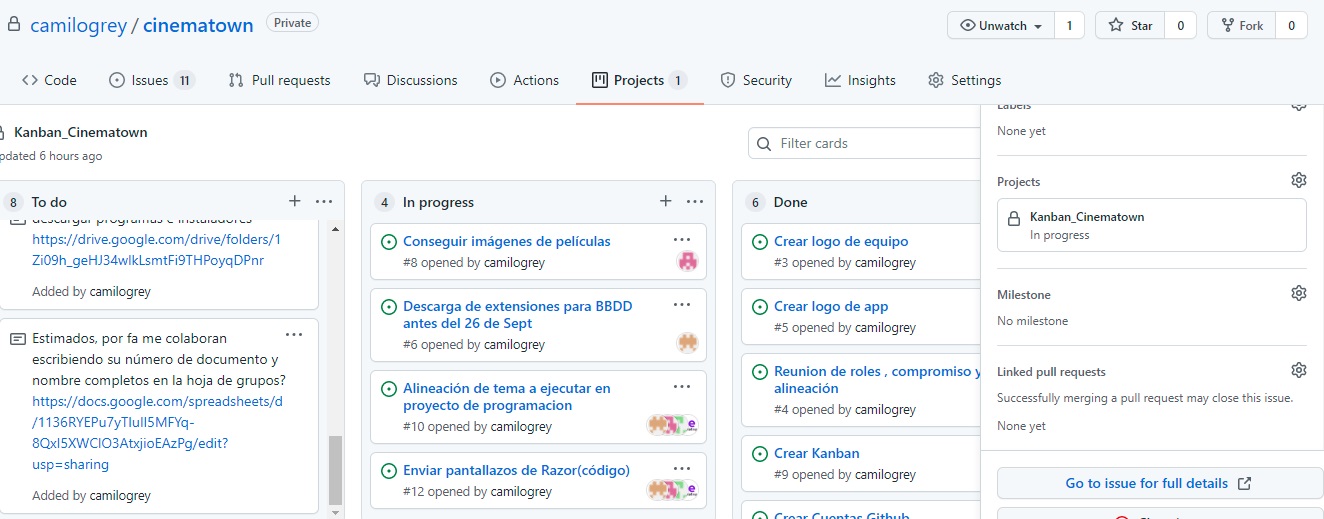 camilogrey / cinematown Private
Unwatch 1 Star 0 Fork 0
Code Issues 11 Pull requests Discussions Actions Projects 1 Security Insights Settings
Kanban_Cinematown
pdated 6 hours ago
Filter cards
8 To do
descargar programas e instaladores
https://drive.google.com/drive/folders/1
Added by camilogrey
Estimados, por fa me colaboran
escribiendo su número de documento y
nombre completos en la hoja de grupos?
https://docs.google.com/spreadsheets/d
usp=sharing
Added by camilogrey
4 In progress
Conseguir imágenes de películas
#8 opened by camilogrey
Descarga de extensiones para BBDD
antes del 26 de Sept
#6 opened by camilogrey
Alineación de tema a ejecutar en
proyecto de programacion
#10 opened by camilogrey
Enviar pantallazos de Razor(código)
#12 opened by camilogrey
6 Done
Crear logo de equipo
#3 opened by camilogrey
Crear logo de app
#5 opened by camilogrey
Reunion de roles , compromiso y
alineación
#4 opened by camilogrey
Crear Kanban
#9 opened by camilogrey
Crear Cuentas Github
Labels
None yet
Projects
Kanban_Cinematown
In progress
Milestone
No milestone
Linked pull requests
Successfully merging a pull request may close this issue.
None yet
Go to issue for full details